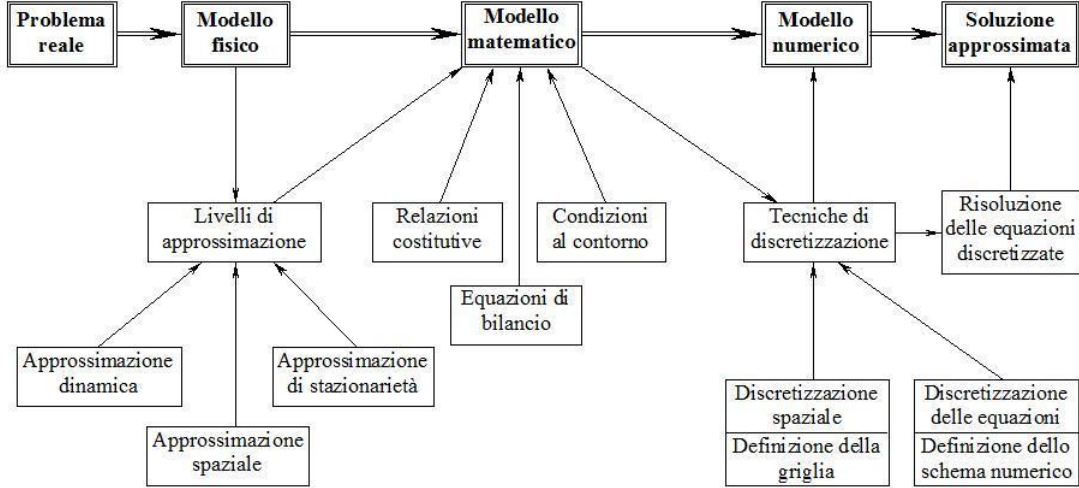 Problema
reale
Modello
fisico
Modello
matematico
Modello
numerico
Soluzione
approssimata
Livelli di
approssimazione
Relazioni
costitutive
Condizioni
al contorno
Tecniche di
discretizzazione
Risoluzione
delle equazioni
discretizzate
Equazioni di
bilancio
Approssimazione
dinamica
Approssimazione
di stazionarietà
Approssimazione
spaziale
Discretizzazione
spaziale
Definizione della
griglia
Discretizzazione
delle equazioni
Definizione dello
schema numerico